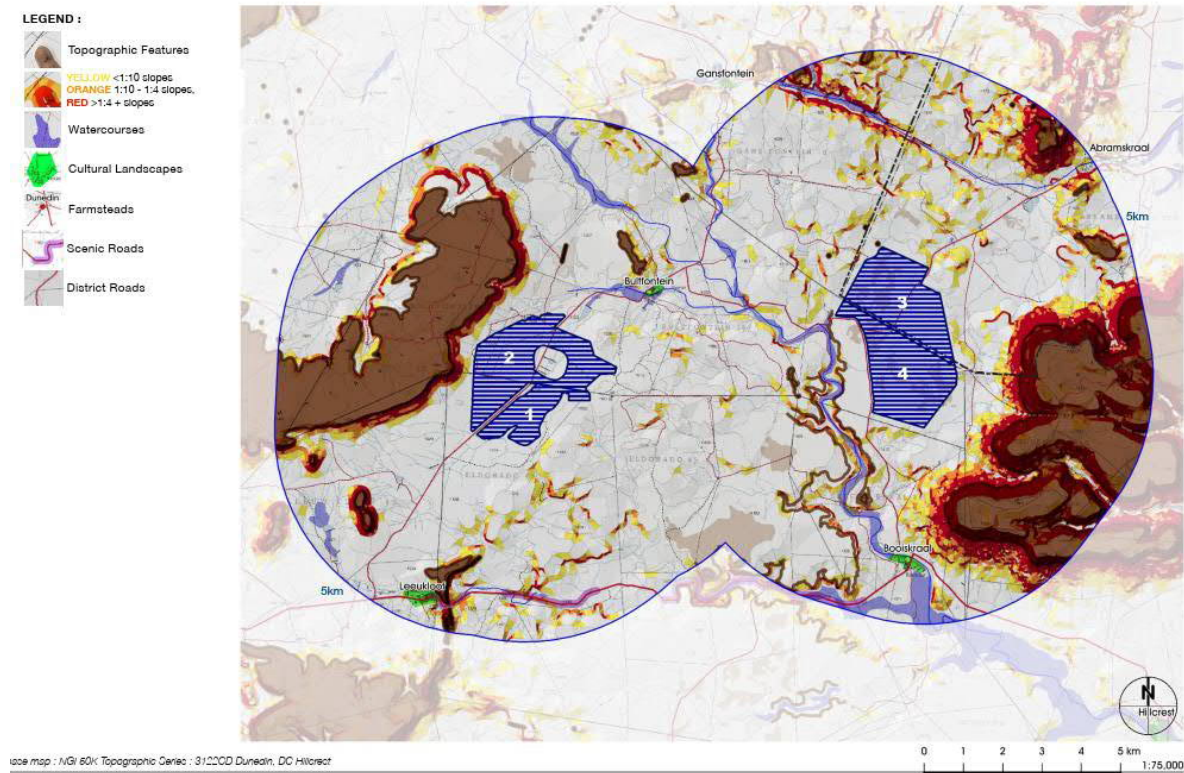 LEGEND :
Topographic Features
YELLOW <1:10 slopes
ORANGE 1:10 - 1:4 slopes,
RED >1:4 + slopes
Watercourses
Cultural Landscapes
Dunedin
Farmsteads
Scenic Roads
District Roads
Gansfontein
Abramskraal
5km
Bultfontein
3
2
4
1
ELDORADO
ELDORADO
Booiskraal
Leeukloof
5km
N
Hillcrest
0 1 2 3 4 5 km
1:75,000
map : NGI 50K Topographic Series : 3122CD Dunedin, DC Hillcrest